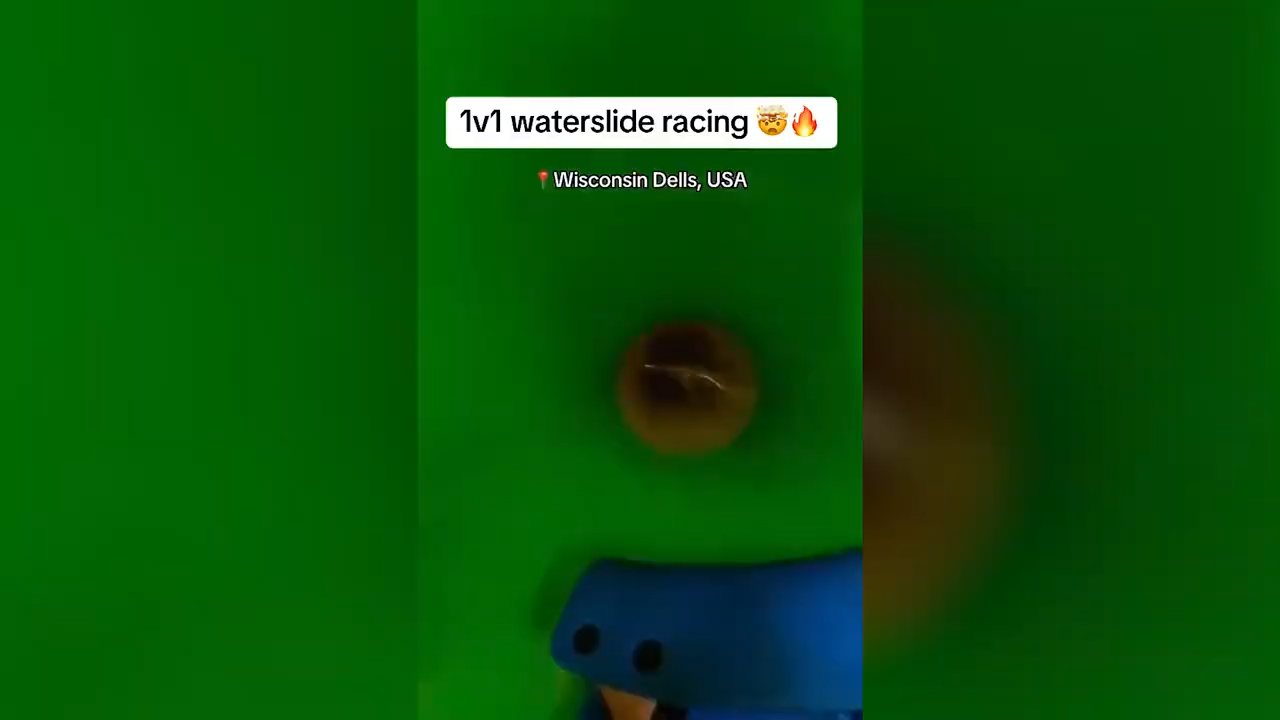 1v1 waterslide racing 🤯🔥
📍Wisconsin Dells, USA